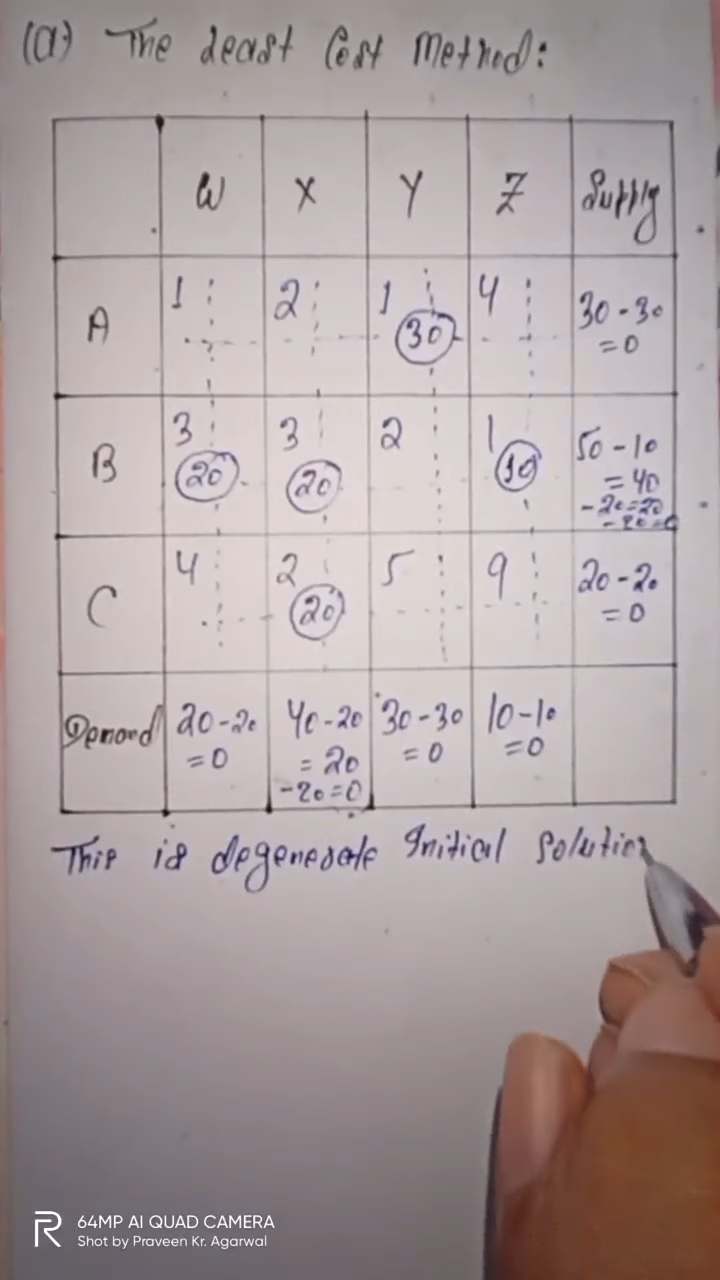 (a) The Least Cost Method:
W X Y Z Supply
A 1 2 1 30 4 30-30
=0
B 3 20 3 20 2 1 10 50-10
=40
-20=20
-20=0
C 4 2 20 5 9 20-20
=0
Demand 20-20 40-20 30-30 10-10
=0 =20 =0 =0
-20=0
This is degenerate Initial Solution
64MP AI QUAD CAMERA
Shot by Praveen Kr. Agarwal